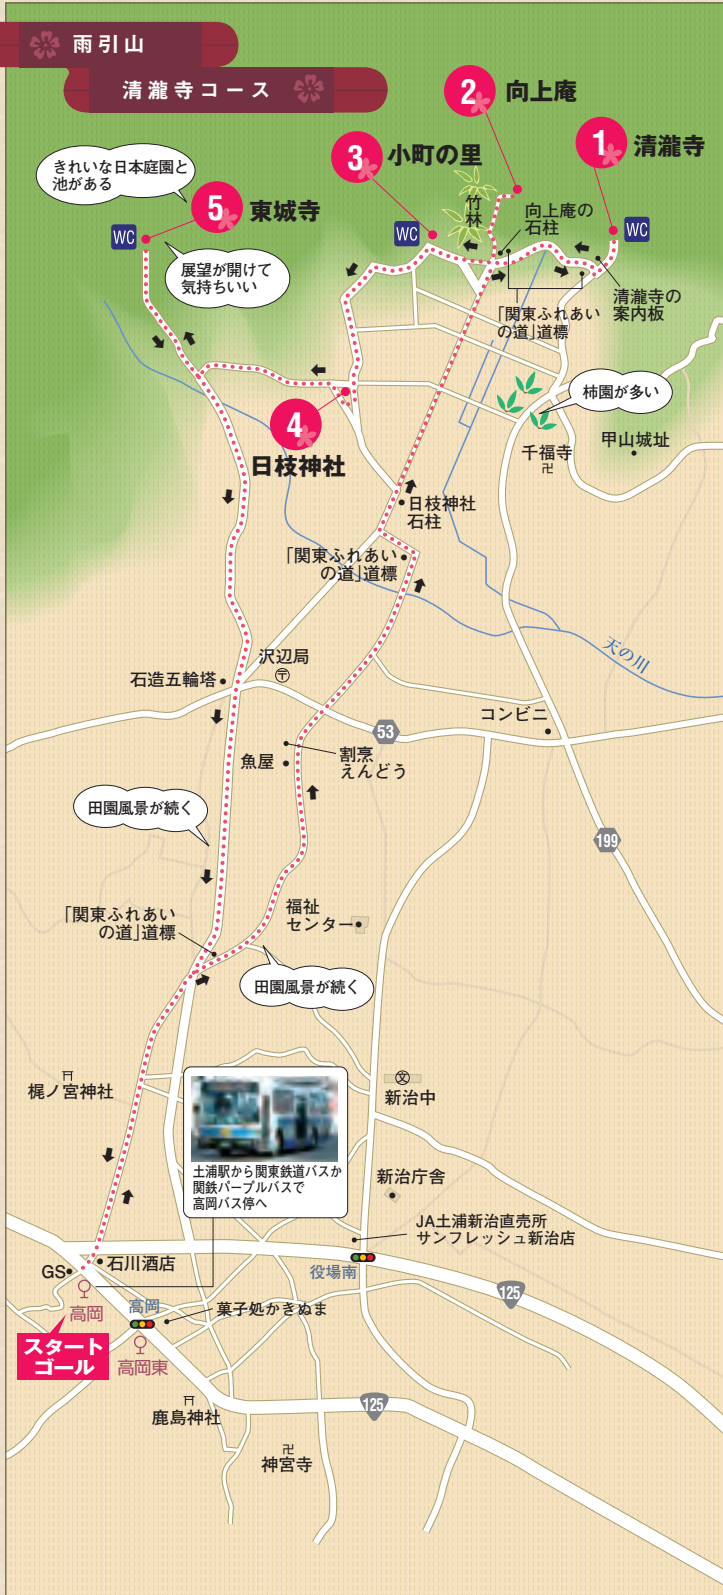 雨引山
清瀧寺コース
2 向上庵
1 清瀧寺
3 小町の里
きれいな日本庭園と
池がある
5 東城寺
竹林
向上庵の
石柱
WC
WC
WC
展望が開けて
気持ちいい
清瀧寺の
案内板
「関東ふれあい
の道」道標
柿園が多い
4
日枝神社
千福寺
卍
甲山城址
日枝神社
石柱
「関東ふれあい
の道」道標
天の川
沢辺局
〒
石造五輪塔
コンビニ
53
割烹
えんどう
魚屋
田園風景が続く
199
「関東ふれあい
の道」道標
福祉
センター
田園風景が続く
梶ノ宮神社
文
新治中
土浦駅から関東鉄道バスか
関鉄パープルバスで
高岡バス停へ
新治庁舎
JA土浦新治直売所
サンフレッシュ新治店
石川酒店
GS
役場南
125
高岡
高岡
菓子処かきぬま
スタート
ゴール
高岡東
125
鹿島神社
卍
神宮寺